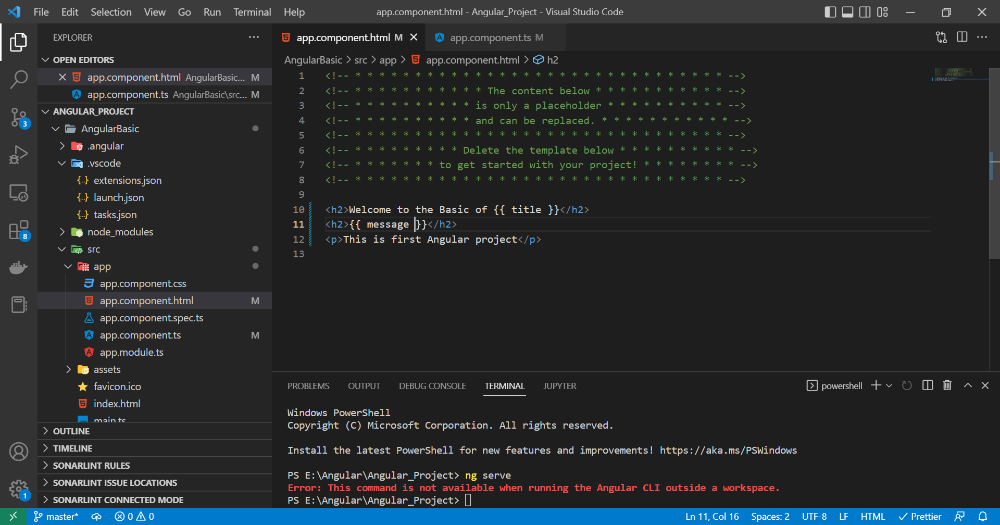 File Edit Selection View Go Run Terminal Help
app.component.html - Angular_Project - Visual Studio Code
EXPLORER
OPEN EDITORS
app.component.html AngularBasic... M
app.component.ts AngularBasic\src... M
ANGULAR_PROJECT
AngularBasic
.angular
.vscode
extensions.json
launch.json
tasks.json
node_modules
src
app
app.component.css
app.component.html M
app.component.spec.ts
app.component.ts M
app.module.ts
assets
favicon.ico
index.html
main.ts
OUTLINE
TIMELINE
SONARLINT RULES
SONARLINT ISSUE LOCATIONS
SONARLINT CONNECTED MODE
3
8
1
app.component.html M
app.component.ts M
AngularBasic > src > app > app.component.html > h2
1 <!-- * * * * * * * * * * * * * * * * * * * * * * * * * * * * * * * -->
2 <!-- * * * * * * * * * * * The content below * * * * * * * * * * * -->
3 <!-- * * * * * * * * * * is only a placeholder * * * * * * * * * * -->
4 <!-- * * * * * * * * * * and can be replaced. * * * * * * * * * * * -->
5 <!-- * * * * * * * * * * * * * * * * * * * * * * * * * * * * * * * -->
6 <!-- * * * * * * * * * Delete the template below * * * * * * * * * * -->
7 <!-- * * * * * * * to get started with your project! * * * * * * * * -->
8 <!-- * * * * * * * * * * * * * * * * * * * * * * * * * * * * * * * -->
9
10 <h2>Welcome to the Basic of {{ title }}</h2>
11 <h2>{{ message }}</h2>
12 <p>This is first Angular project</p>
13
PROBLEMS OUTPUT DEBUG CONSOLE TERMINAL JUPYTER
powershell
Windows PowerShell
Copyright (C) Microsoft Corporation. All rights reserved.
Install the latest PowerShell for new features and improvements! https://aka.ms/PSWindows
PS E:\Angular\Angular_Project> ng serve
Error: This command is not available when running the Angular CLI outside a workspace.
PS E:\Angular\Angular_Project>
master* 0 0
Ln 11, Col 16 Spaces: 2 UTF-8 LF HTML Prettier